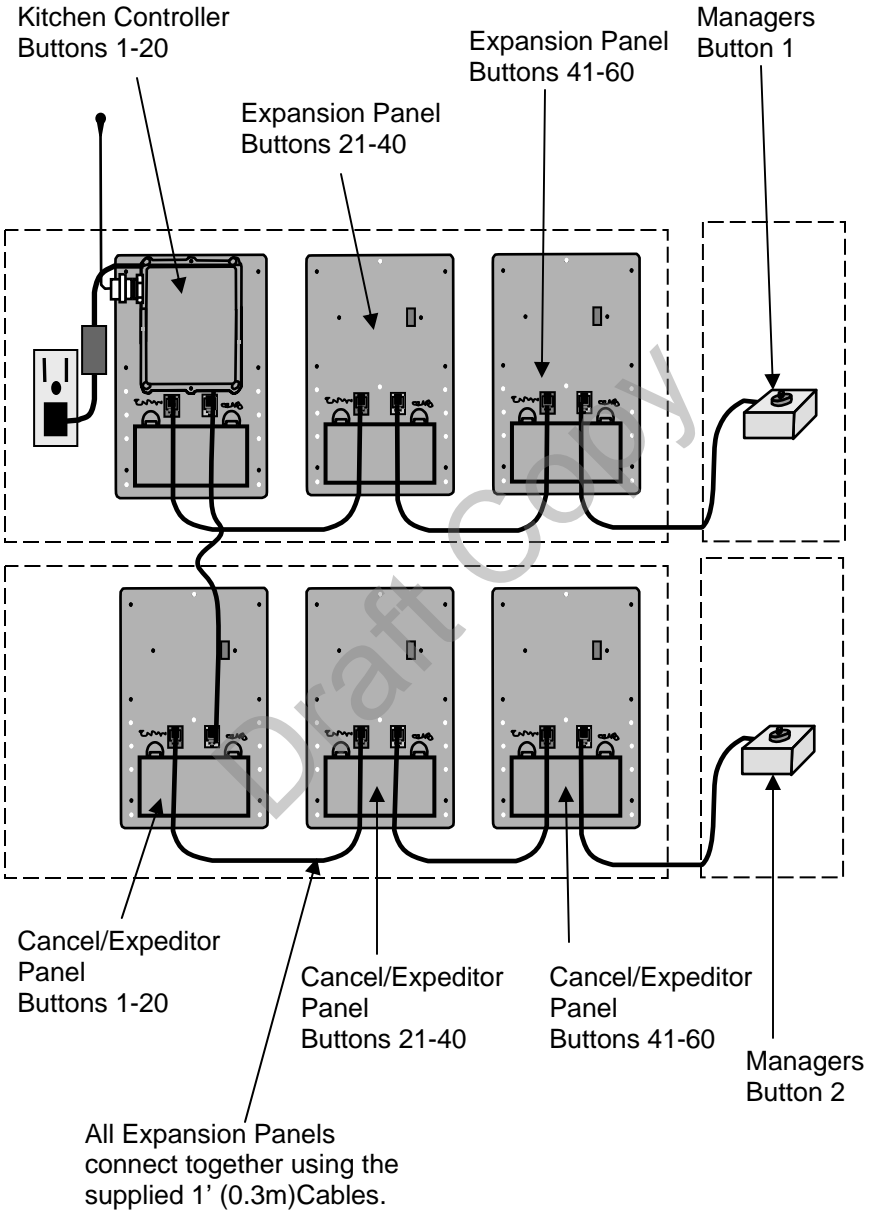 Kitchen Controller
Buttons 1-20
Expansion Panel
Buttons 21-40
Expansion Panel
Buttons 41-60
Managers
Button 1
Draft Copy
Cancel/Expeditor
Panel
Buttons 1-20
Cancel/Expeditor
Panel
Buttons 21-40
Cancel/Expeditor
Panel
Buttons 41-60
Managers
Button 2
All Expansion Panels
connect together using the
supplied 1' (0.3m)Cables.